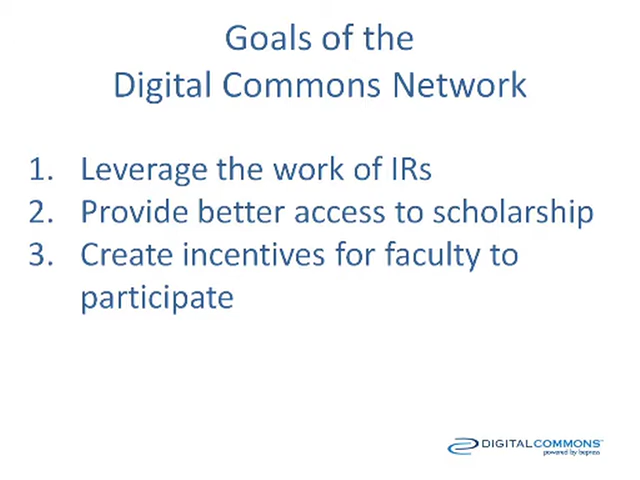 Goals of the
Digital Commons Network
1. Leverage the work of IRs
2. Provide better access to scholarship
3. Create incentives for faculty to
participate
DIGITALCOMMONS™
powered by bepress